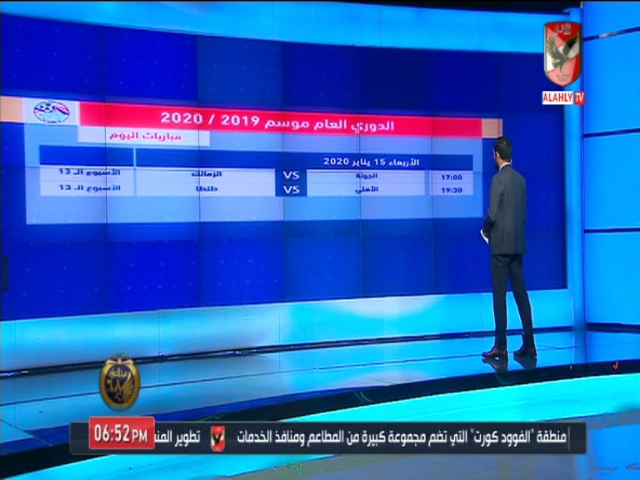 ALAHLY TV
الدوري العام موسم 2019 / 2020
مباريات اليوم
الأربعاء 15 يناير 2020
17:00 الجونة VS الزمالك الأسبوع الـ 13
19:30 الأهلى VS طنطا الأسبوع الـ 13
منطقة "الفوود كورت" التي تضم مجموعة كبيرة من المطاعم ومنافذ الخدمات تطوير
06:52 PM